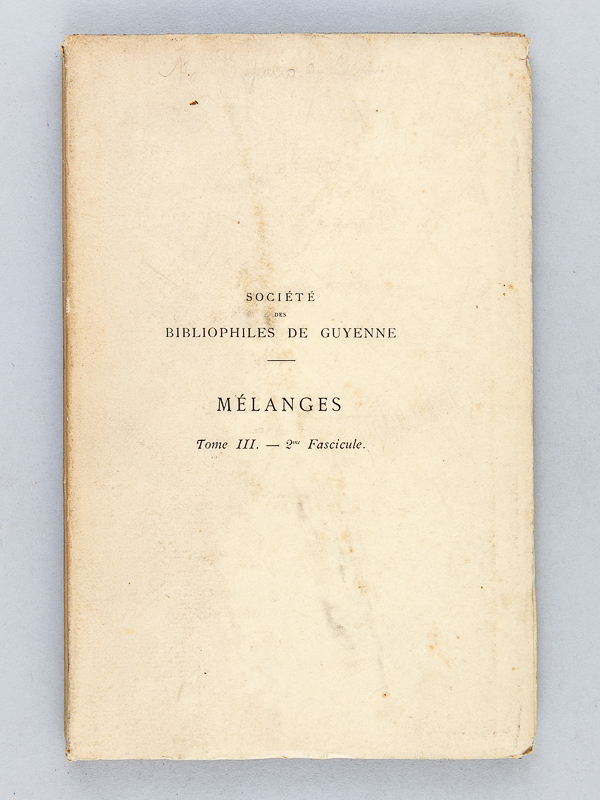 SOCIÉTÉ
DES
BIBLIOPHILES DE GUYENNE
MÉLANGES
Tome III. — 2me Fascicule.